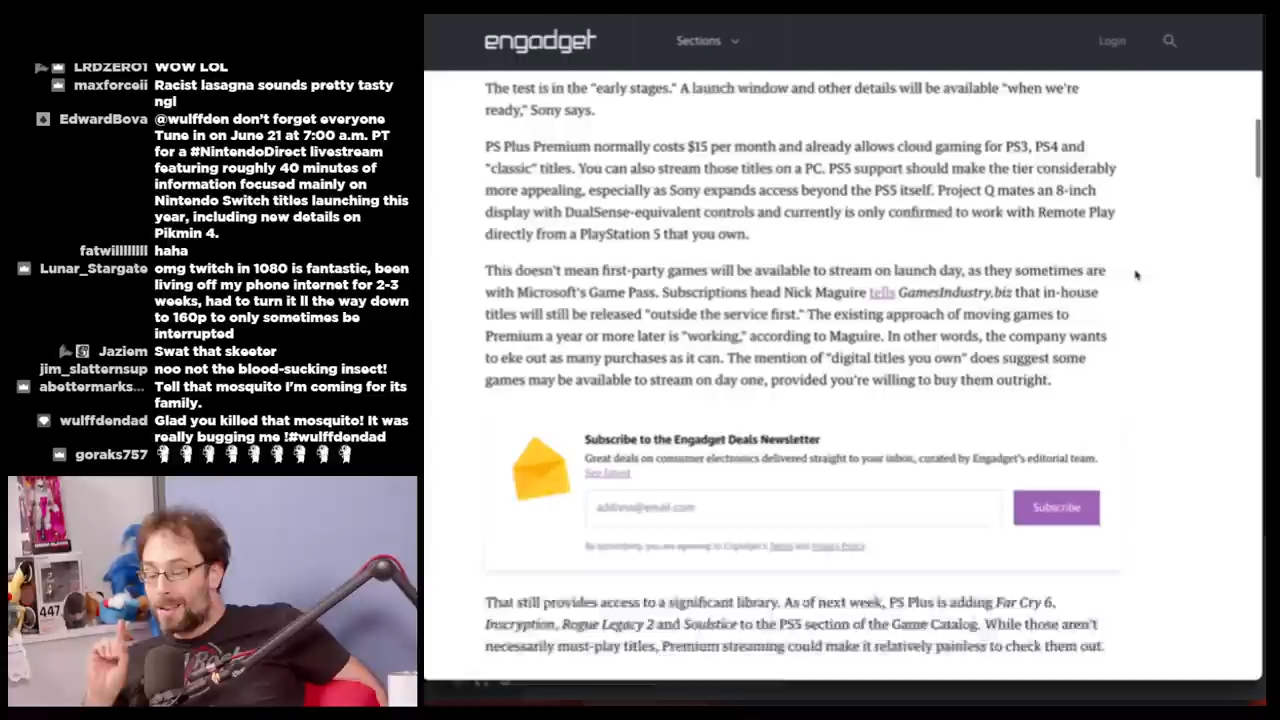 LRDZERO1 WOW LOL
maxforceii Racist lasagna sounds pretty tasty
ngl
EdwardBova @wulffden don't forget everyone
Tune in on June 21 at 7:00 a.m. PT
for a #NintendoDirect livestream
featuring roughly 40 minutes of
information focused mainly on
Nintendo Switch titles launching this
year, including new details on
Pikmin 4.
fatwillllllllll haha
Lunar_Stargate omg twitch in 1080 is fantastic, been
living off my phone internet for 2-3
weeks, had to turn it ll the way down
to 160p to only sometimes be
interrupted
Jaziem Swat that skeeter
jim_slatternsup noo not the blood-sucking insect!
abettermarks... Tell that mosquito I'm coming for its
family.
wulffdendad Glad you killed that mosquito! It was
really bugging me !#wulffdendad
goraks757
447
engadget
Sections
Login
The test is in the "early stages." A launch window and other details will be available "when we're
ready," Sony says.
PS Plus Premium normally costs $15 per month and already allows cloud gaming for PS3, PS4 and
"classic" titles. You can also stream those titles on a PC. PS5 support should make the tier considerably
more appealing, especially as Sony expands access beyond the PS5 itself. Project Q mates an 8-inch
display with DualSense-equivalent controls and currently is only confirmed to work with Remote Play
directly from a PlayStation 5 that you own.
This doesn't mean first-party games will be available to stream on launch day, as they sometimes are
with Microsoft's Game Pass. Subscriptions head Nick Maguire tells GamesIndustry.biz that in-house
titles will still be released "outside the service first." The existing approach of moving games to
Premium a year or more later is "working," according to Maguire. In other words, the company wants
to eke out as many purchases as it can. The mention of "digital titles you own" does suggest some
games may be available to stream on day one, provided you're willing to buy them outright.
Subscribe to the Engadget Deals Newsletter
Great deals on consumer electronics delivered straight to your inbox, curated by Engadget's editorial team.
See latest
address@email.com
Subscribe
By subscribing, you are agreeing to Engadget's Terms and Privacy Policy
That still provides access to a significant library. As of next week, PS Plus is adding Far Cry 6,
Inscryption, Rogue Legacy 2 and Soulstice to the PS5 section of the Game Catalog. While those aren't
necessarily must-play titles, Premium streaming could make it relatively painless to check them out.